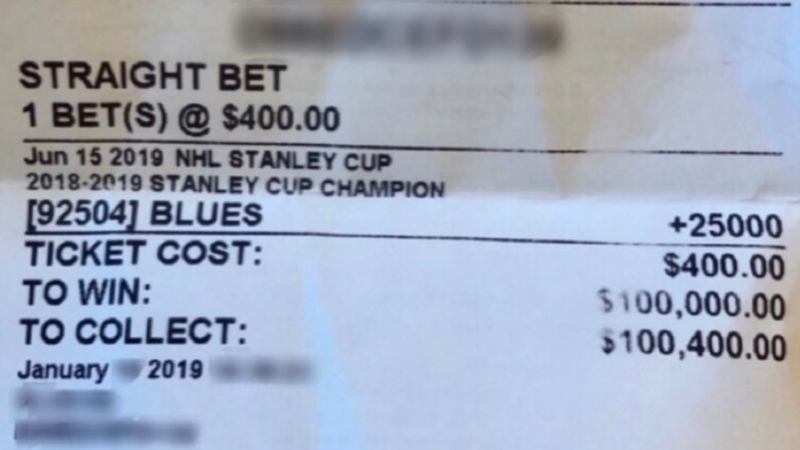 STRAIGHT BET
1 BET(S) @ $400.00
Jun 15 2019 NHL STANLEY CUP
2018-2019 STANLEY CUP CHAMPION
[92504] BLUES +25000
TICKET COST: $400.00
TO WIN: $100,000.00
TO COLLECT: $100,400.00
January 2019